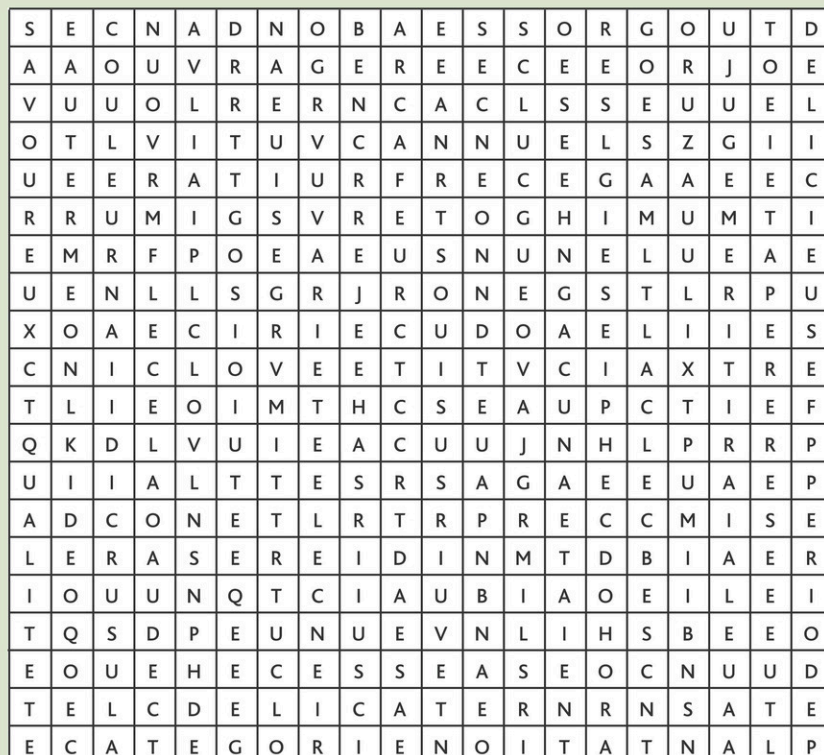 S E C N A D N O B A E S S O R G O U T D
A A O U V R A G E R E E C E E O R J O E
V U U O L R E R N C A C L S S E U U E L
O T L V I T U V C A N N U E L S Z G I I
U E E R A T I U R F R E C E G A A E E C
R R U M I G S V R E T O G H I M U M T I
E M R F P O E A E U S N U N E L U E A E
U E N L L S G R J R O N E G S T L R P U
X O A E C I R I E C U D O A E L I I E S
C N I C L O V E E T I T V C I A X T R E
T L I E O I M T H C S E A U P C T I E F
Q K D L V U I E A C U U J N H L P R R P
U I I A L T T E S R S A G A E E U A E P
A D C O N E T L R T R P R E C C M I S E
L E R A S E R E I D I N M T D B I A E R
I O U U N Q T C I A U B I A O E I L E I
T Q S D P E U N U E V N L I H S B E E O
E O U E H E C E S S E A S E O C N U U D
T E L C D E L I C A T E R N R N S A T E
E C A T E G O R I E N O I T A T N A L P